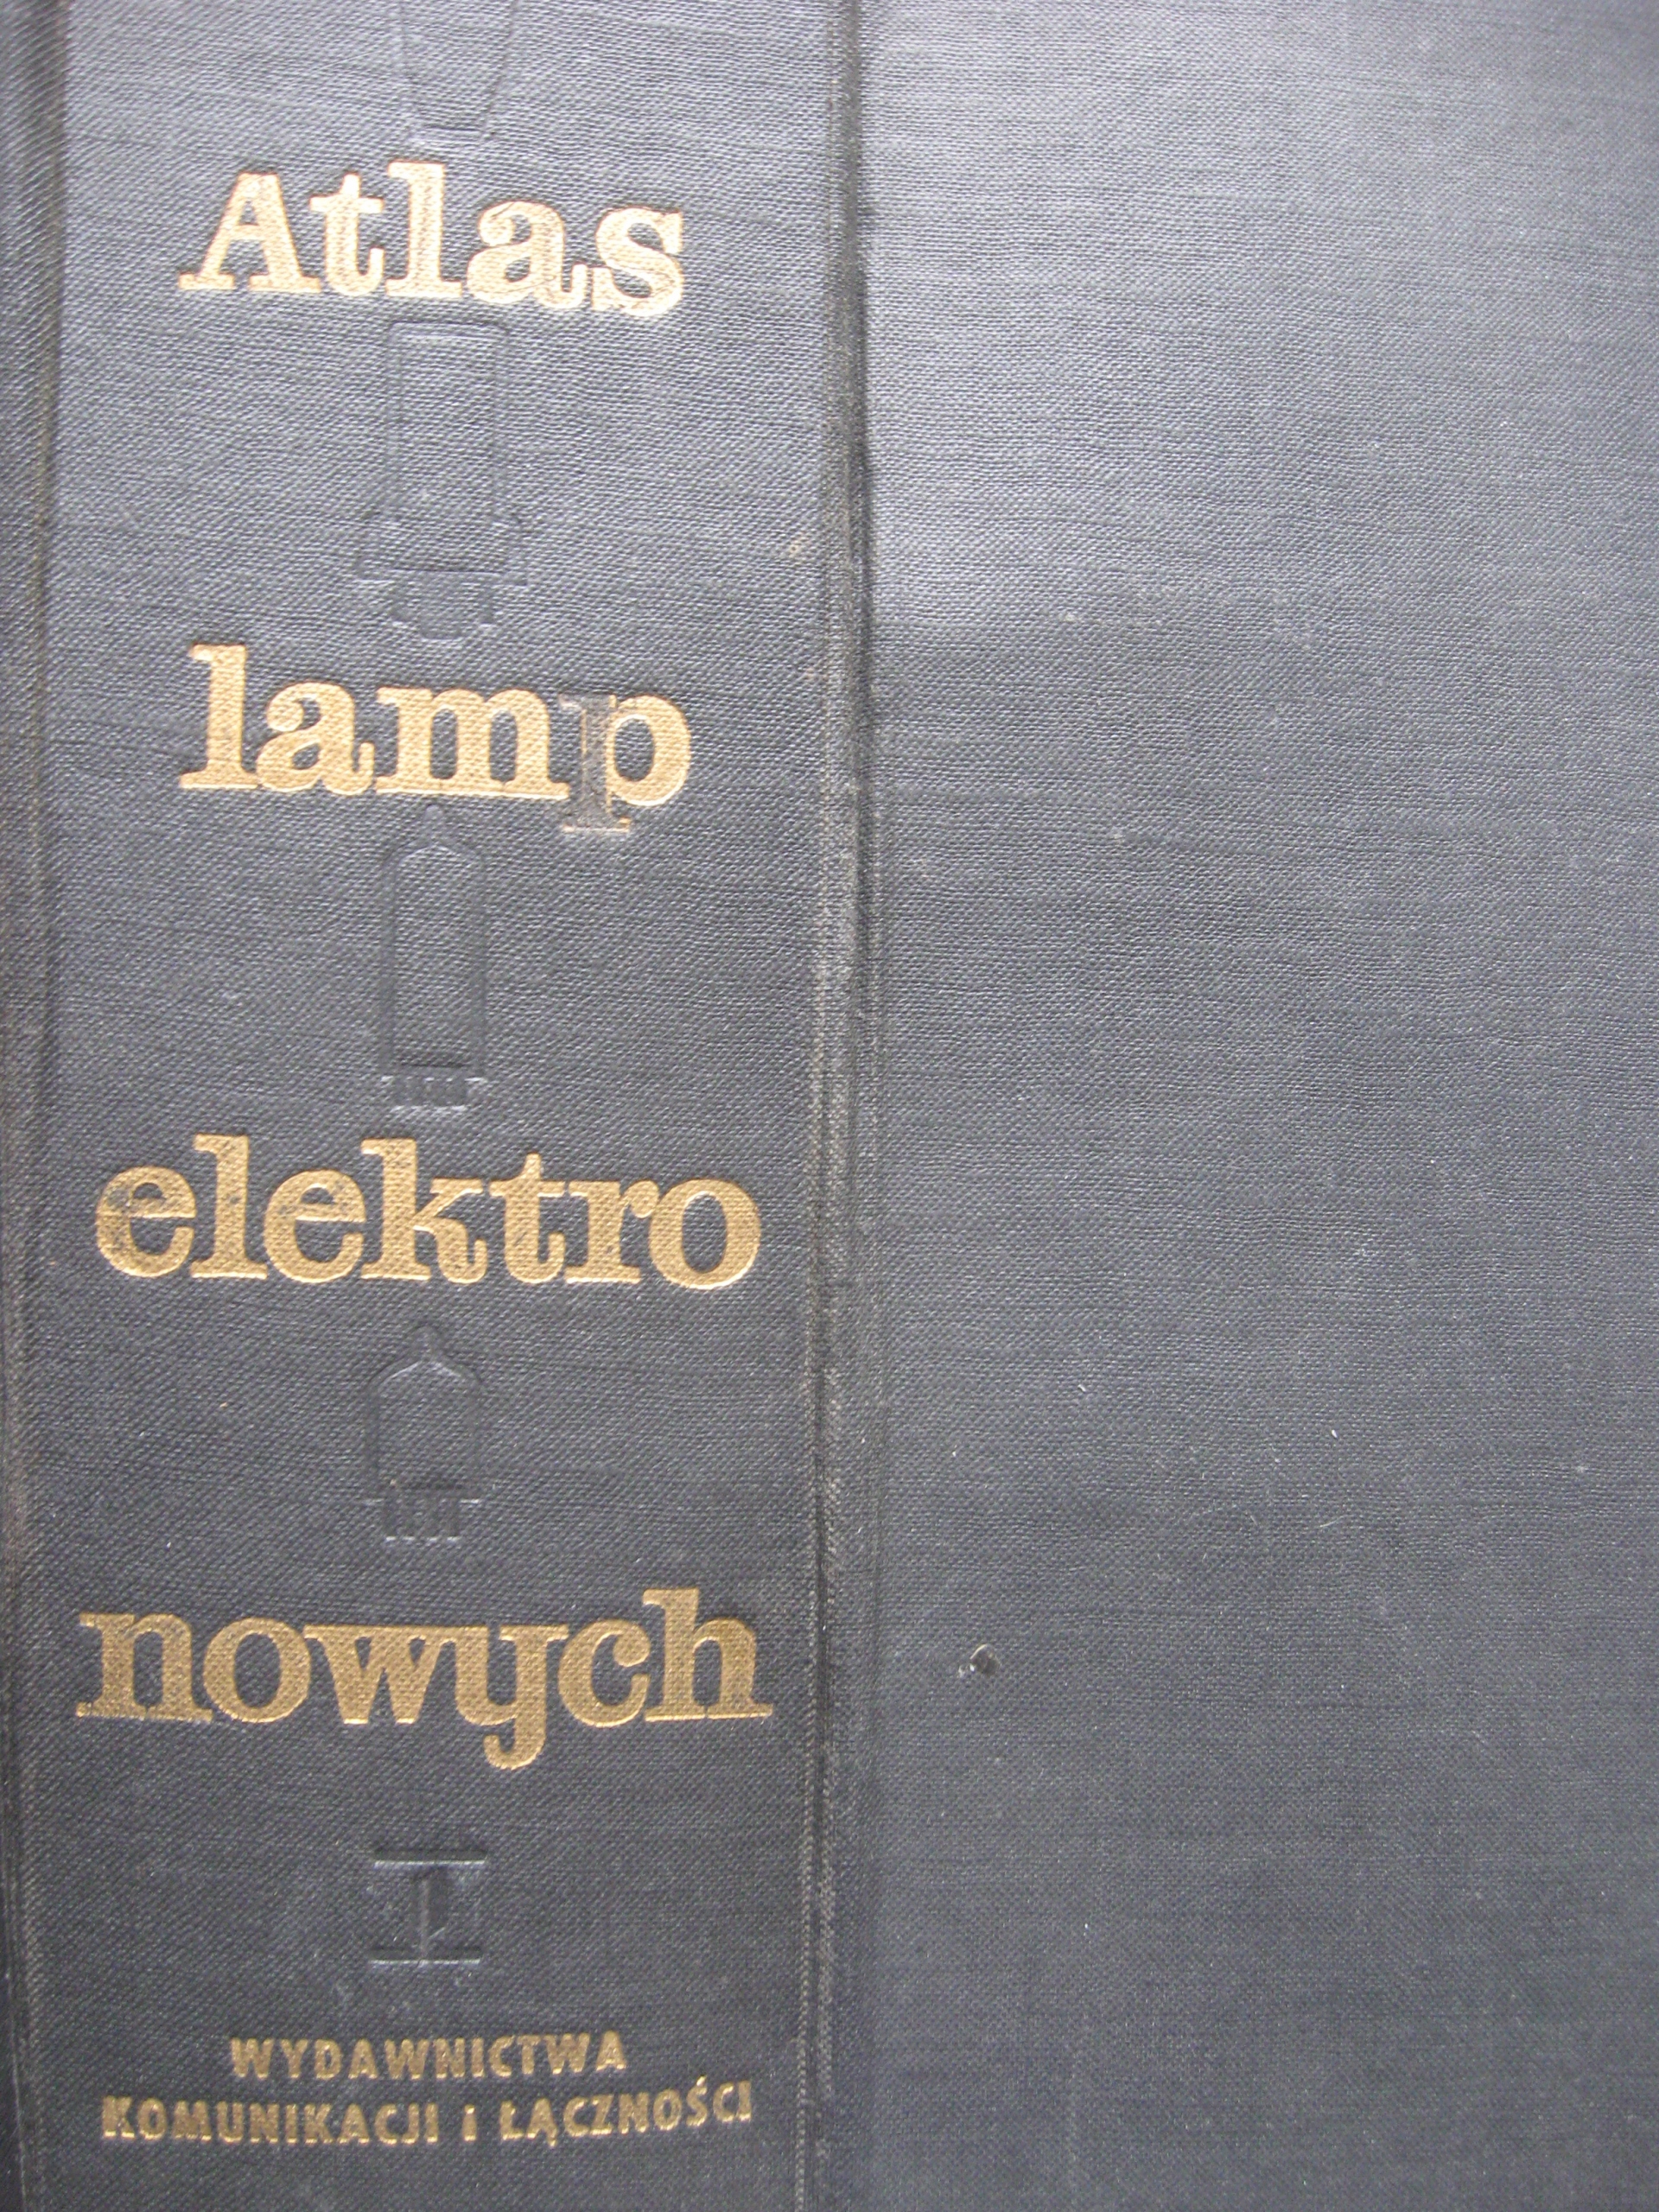 Atlas
lamp
elektro
nowych
I
WYDAWNICTWA
KOMUNIKACJI i ŁĄCZNOŚCI